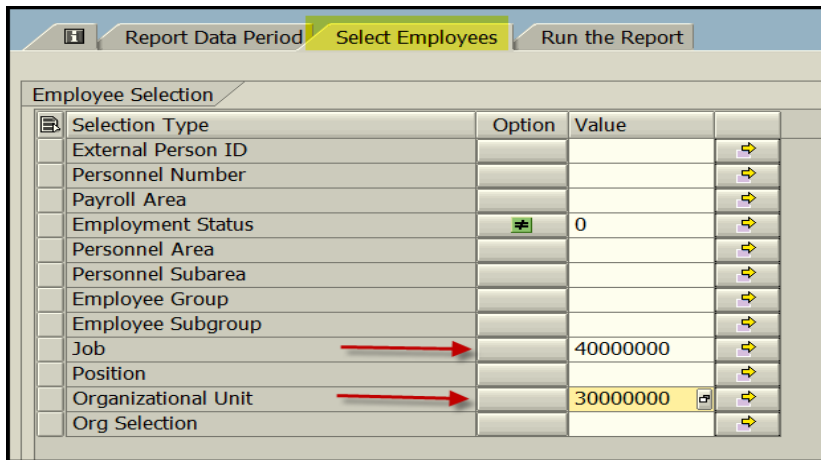 Report Data Period Select Employees Run the Report
Employee Selection
Selection Type Option Value
External Person ID
Personnel Number
Payroll Area
Employment Status ≠ 0
Personnel Area
Personnel Subarea
Employee Group
Employee Subgroup
Job 40000000
Position
Organizational Unit 30000000
Org Selection